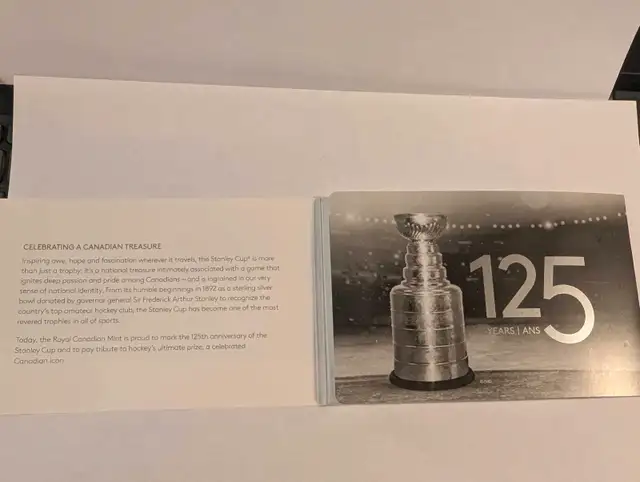 CELEBRATING A CANADIAN TREASURE
Inspiring awe, hope and fascination wherever it travels, the Stanley Cup® is more
than just a trophy: it's a national treasure intimately associated with a game that
ignites deep passion and pride among Canadians—and is ingrained in our very
sense of national identity. From its humble beginnings in 1892 as a sterling silver
bowl donated by governor general Sir Frederick Arthur Stanley to recognize the
country's top amateur hockey club, the Stanley Cup has become one of the most
revered trophies in all of sports.
Today, the Royal Canadian Mint is proud to mark the 125th anniversary of the
Stanley Cup and to pay tribute to hockey's ultimate prize, a celebrated
Canadian icon.
125
YEARS | ANS